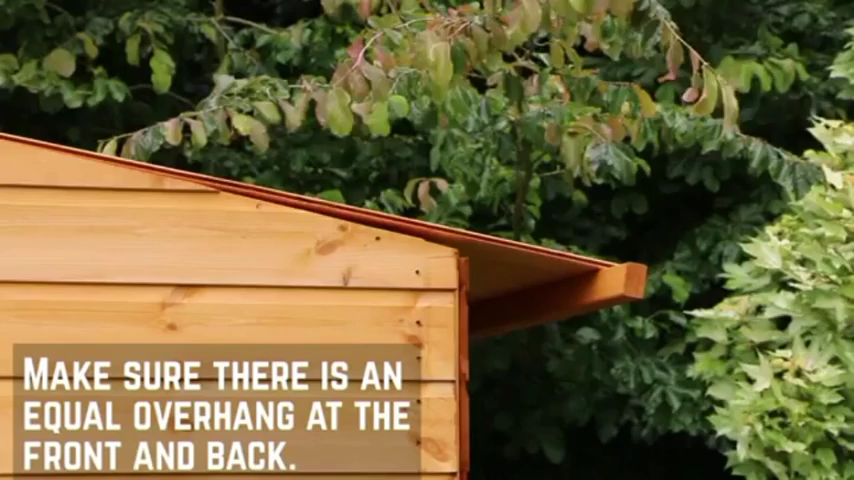 Make sure there is an
equal overhang at the
front and back.